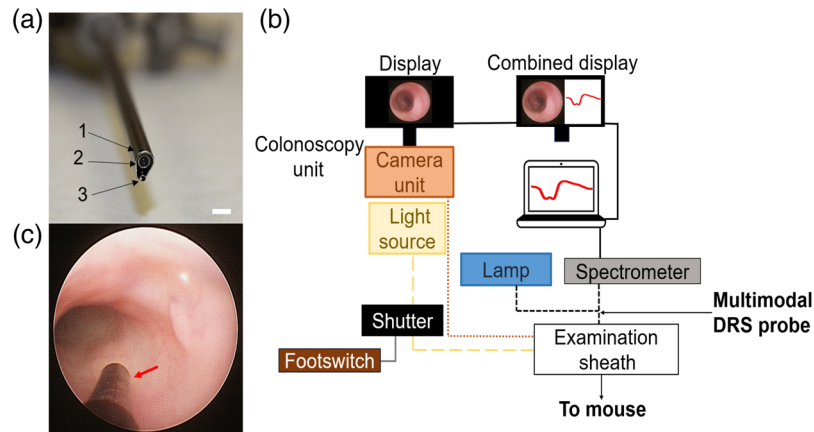 (a)
1
2
3
(c)
(b)
Display
Combined display
Colonoscopy
unit
Camera
unit
Light
source
Lamp
Spectrometer
Shutter
Multimodal
DRS probe
Footswitch
Examination
sheath
To mouse